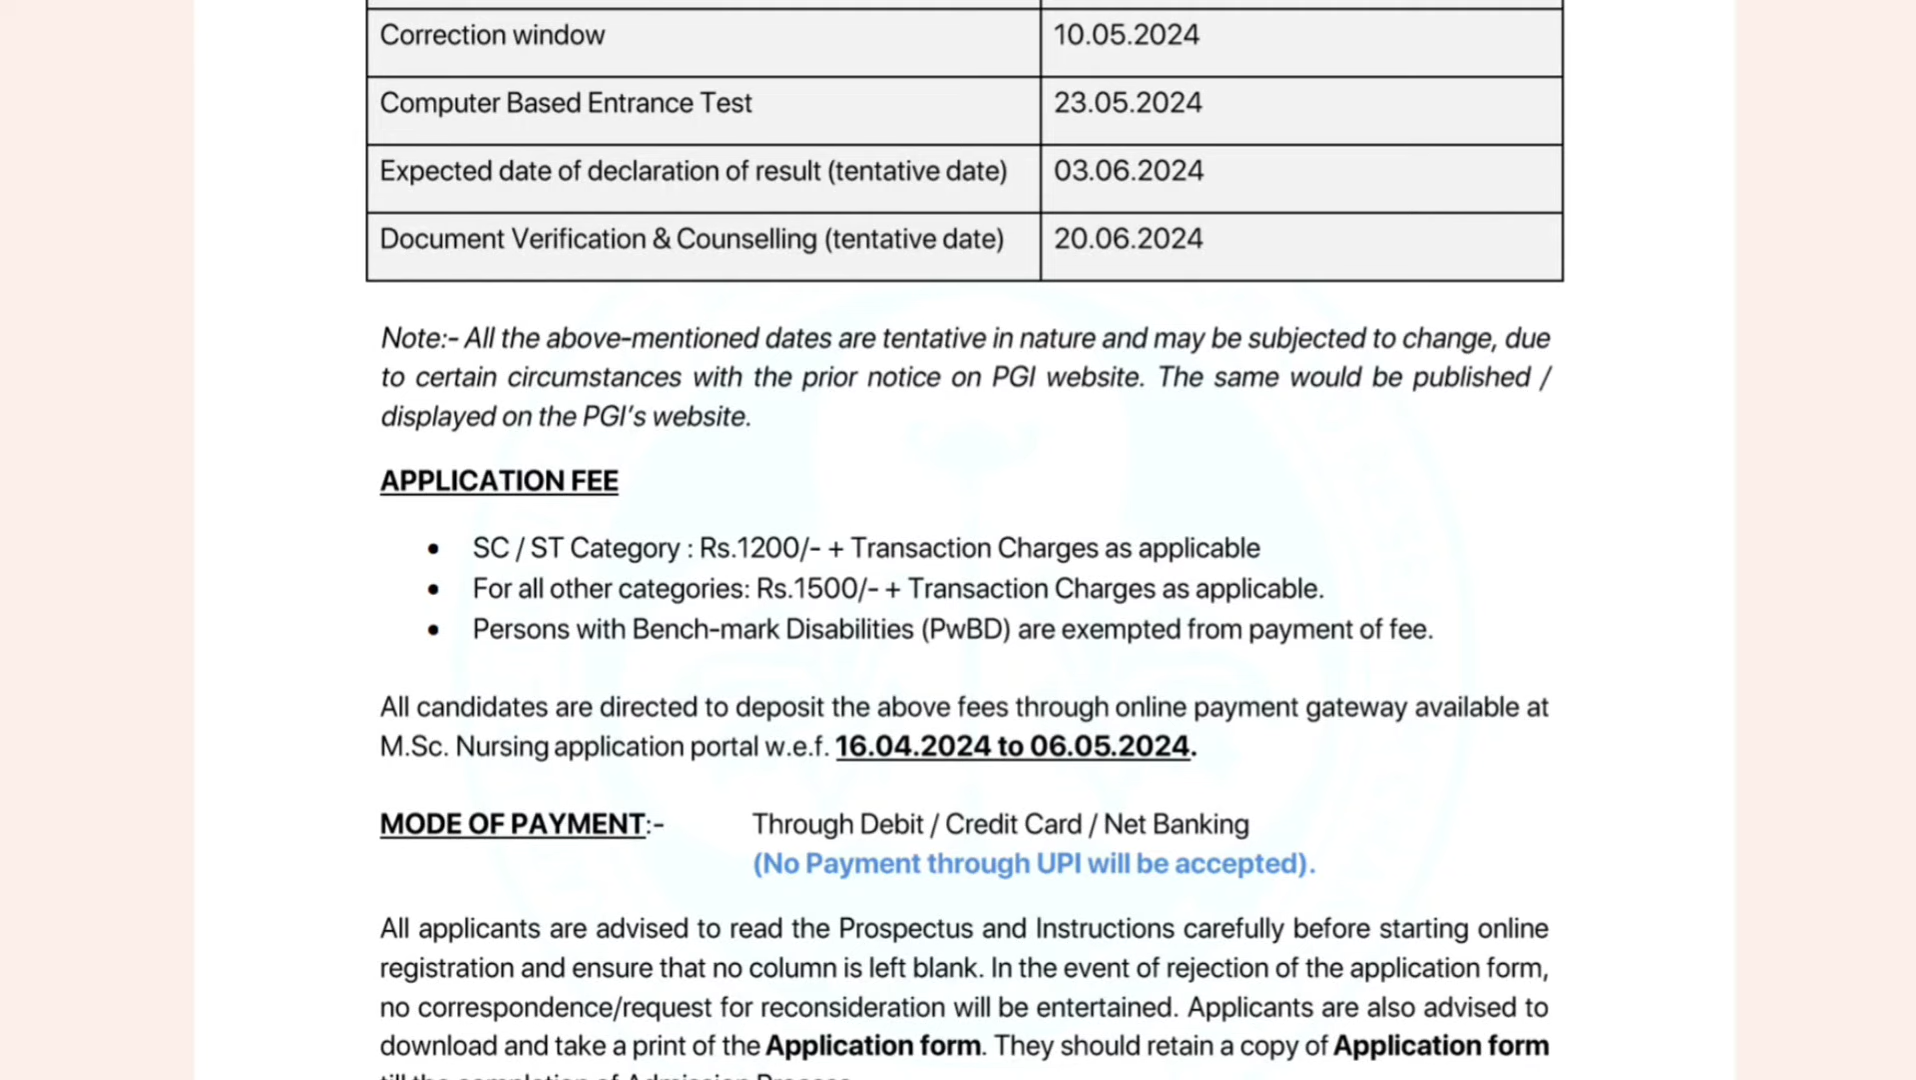 Correction window 10.05.2024
Computer Based Entrance Test 23.05.2024
Expected date of declaration of result (tentative date) 03.06.2024
Document Verification & Counselling (tentative date) 20.06.2024
Note:- All the above-mentioned dates are tentative in nature and may be subjected to change, due
to certain circumstances with the prior notice on PGI website. The same would be published /
displayed on the PGI's website.
APPLICATION FEE
• SC / ST Category : Rs.1200/- + Transaction Charges as applicable
• For all other categories: Rs.1500/- + Transaction Charges as applicable.
• Persons with Bench-mark Disabilities (PwBD) are exempted from payment of fee.
All candidates are directed to deposit the above fees through online payment gateway available at
M.Sc. Nursing application portal w.e.f. 16.04.2024 to 06.05.2024.
MODE OF PAYMENT:- Through Debit / Credit Card / Net Banking
(No Payment through UPI will be accepted).
All applicants are advised to read the Prospectus and Instructions carefully before starting online
registration and ensure that no column is left blank. In the event of rejection of the application form,
no correspondence/request for reconsideration will be entertained. Applicants are also advised to
download and take a print of the Application form. They should retain a copy of Application form
till the completion of Admission Process